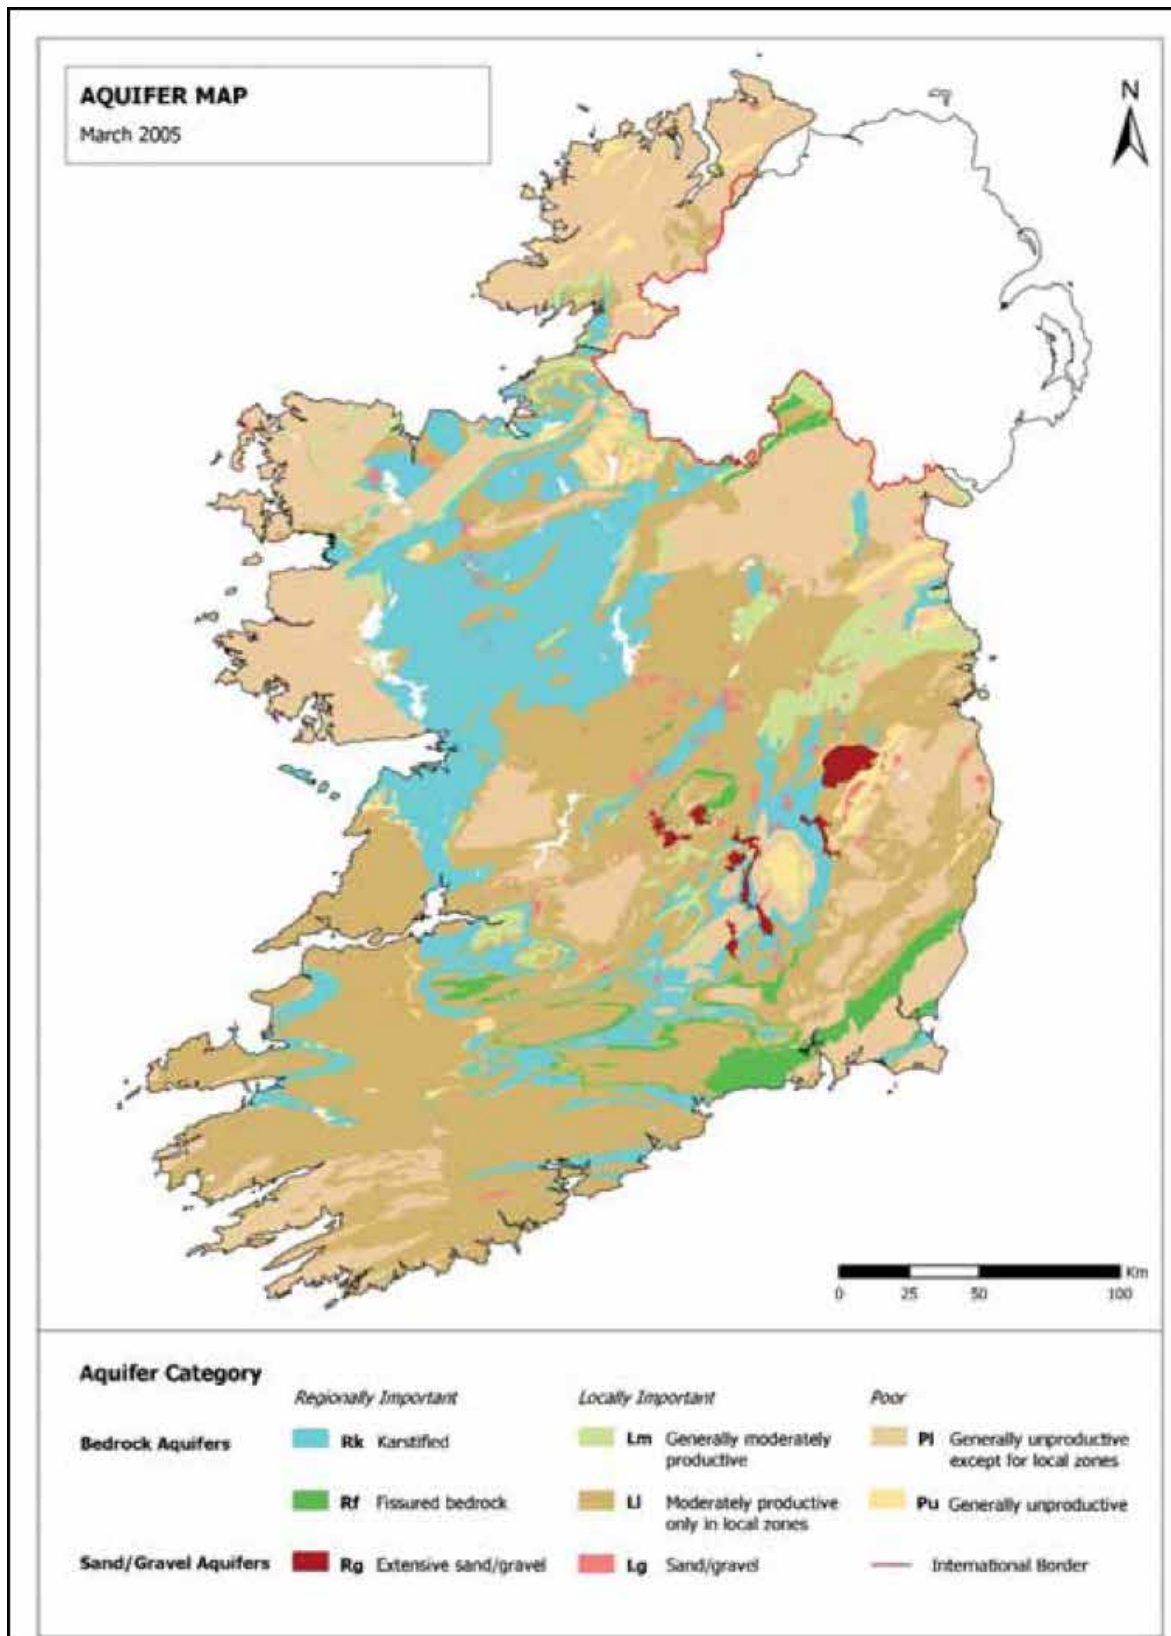 AQUIFER MAP
March 2005
N
Km
0 25 50 100
Aquifer Category
Regionally Important
Locally Important
Poor
Bedrock Aquifers
Rk Karstified
Lm Generally moderately
productive
Pl Generally unproductive
except for local zones
Rf Fissured bedrock
Ll Moderately productive
only in local zones
Pu Generally unproductive
Sand/Gravel Aquifers
Rg Extensive sand/gravel
Lg Sand/gravel
International Border